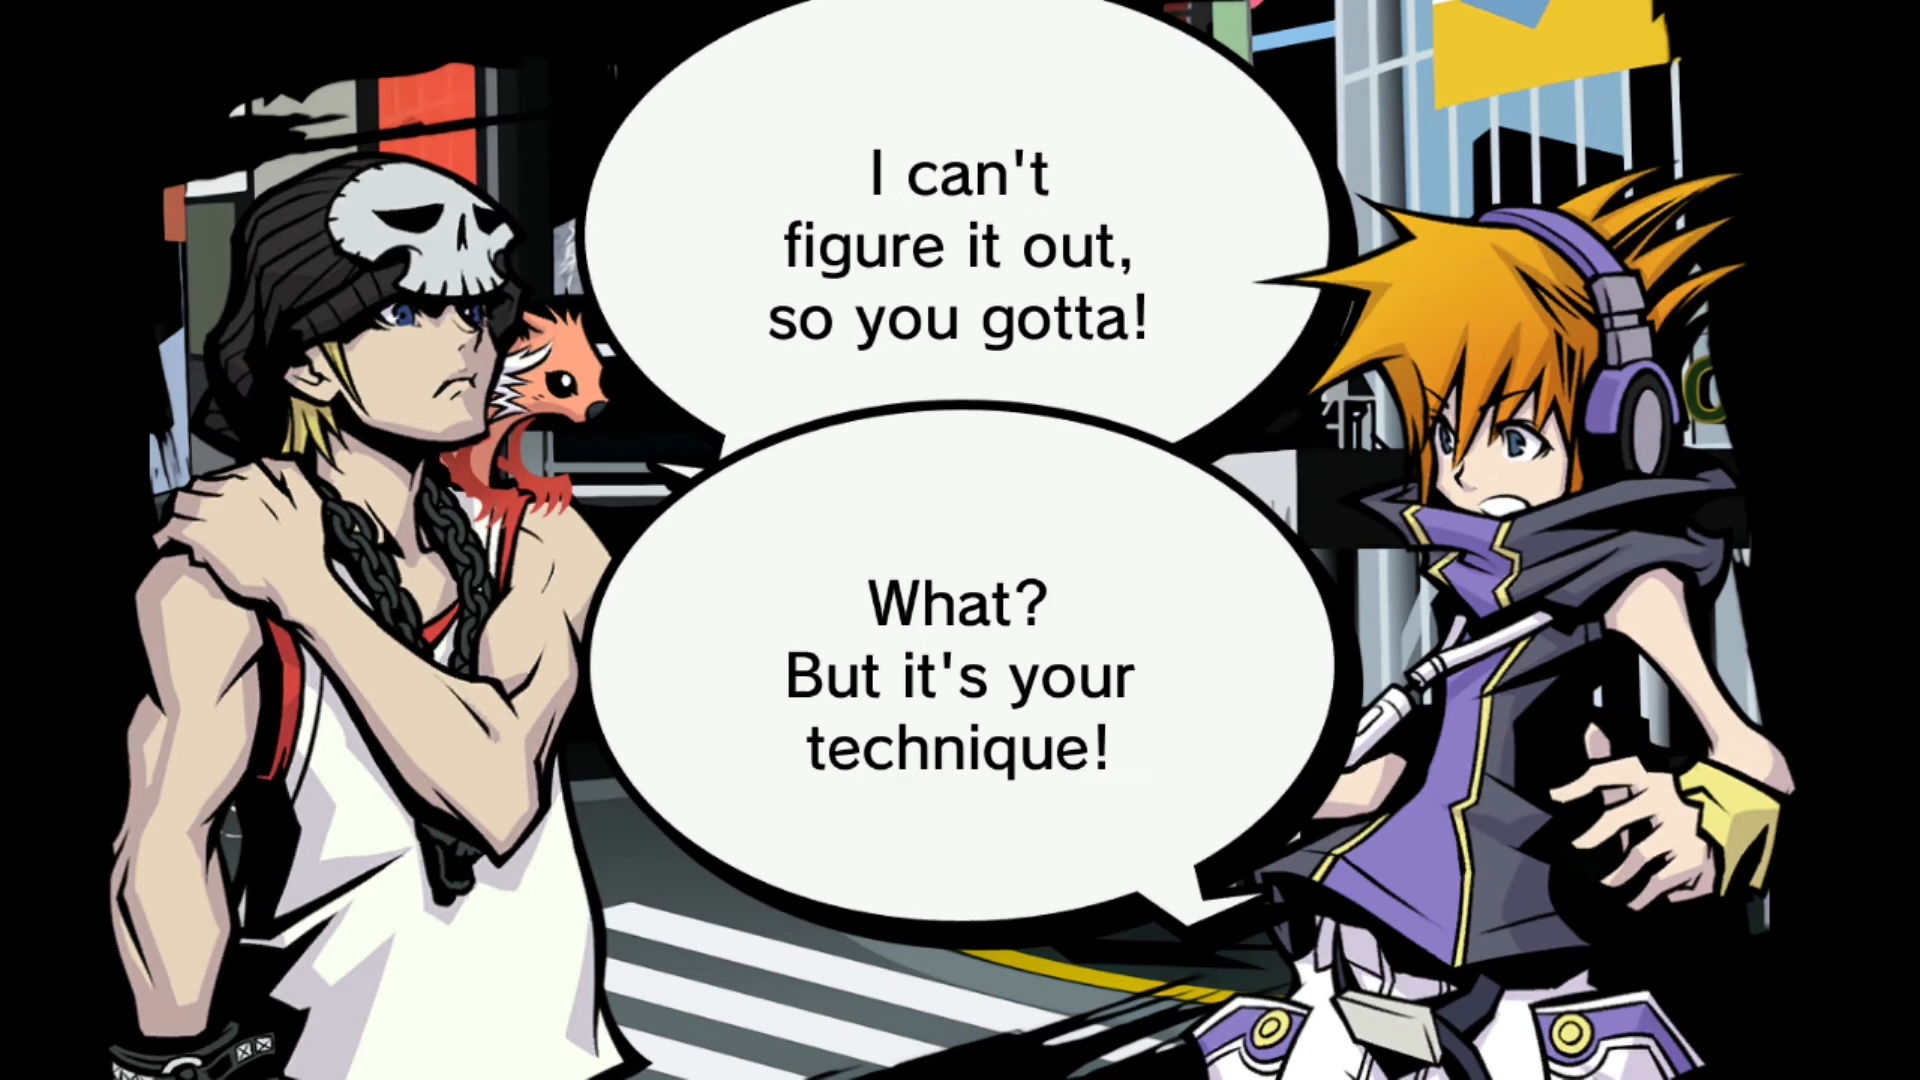 I can't
figure it out,
so you gotta!
What?
But it's your
technique!